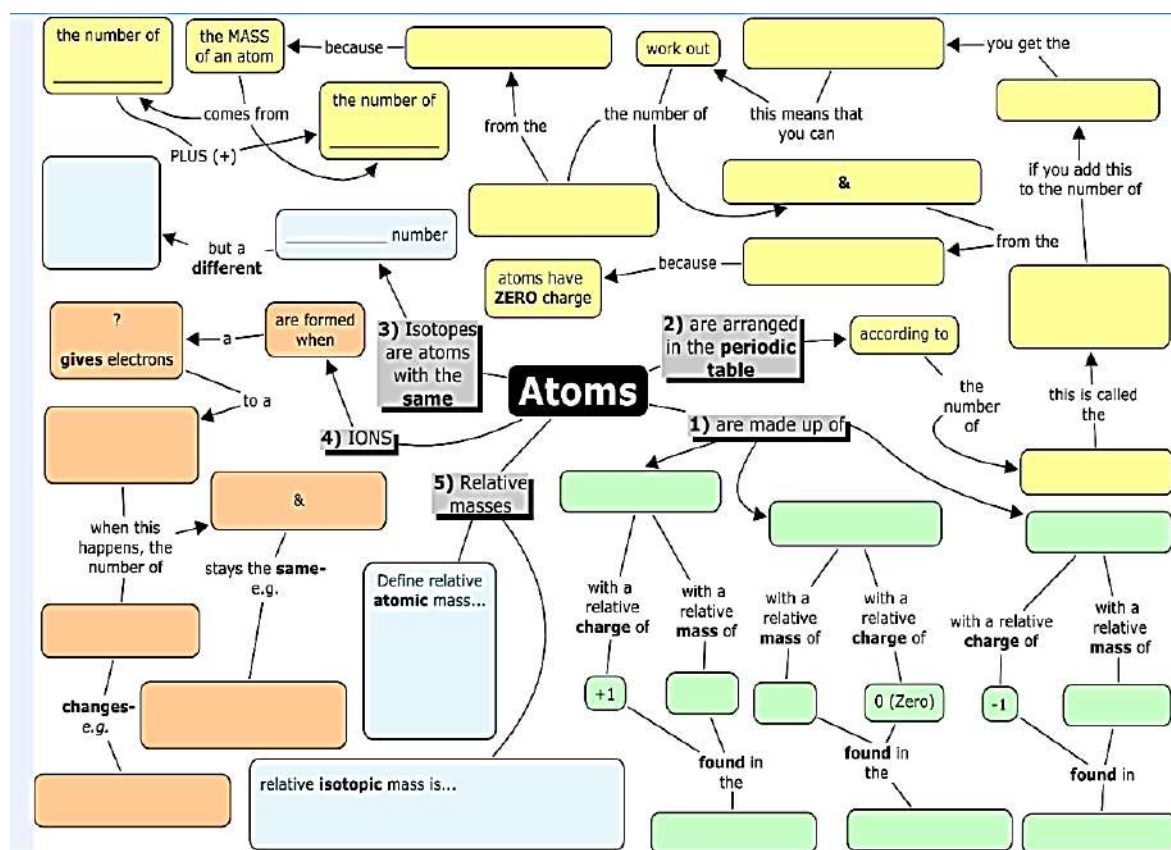 the number of
____________
the MASS
of an atom
because
work out
you get the
comes from
the number of
____________
PLUS (+)
from the
the number of
this means that
you can
if you add this
to the number of
&
____________ number
but a
different
from the
because
atoms have
ZERO charge
?
gives electrons
a
are formed
when
3) Isotopes
are atoms
with the
same
2) are arranged
in the periodic
table
according to
Atoms
to a
4) IONS
1) are made up of
the
number
of
this is called
the
5) Relative
masses
&
when this
happens, the
number of
stays the same-
e.g.
Define relative
atomic mass...
with a
relative
charge of
with a
relative
mass of
with a
relative
mass of
with a
relative
charge of
with a relative
charge of
with a
relative
mass of
+1
0 (Zero)
-1
changes-
e.g.
found in
the
found in
the
found in
relative isotopic mass is...